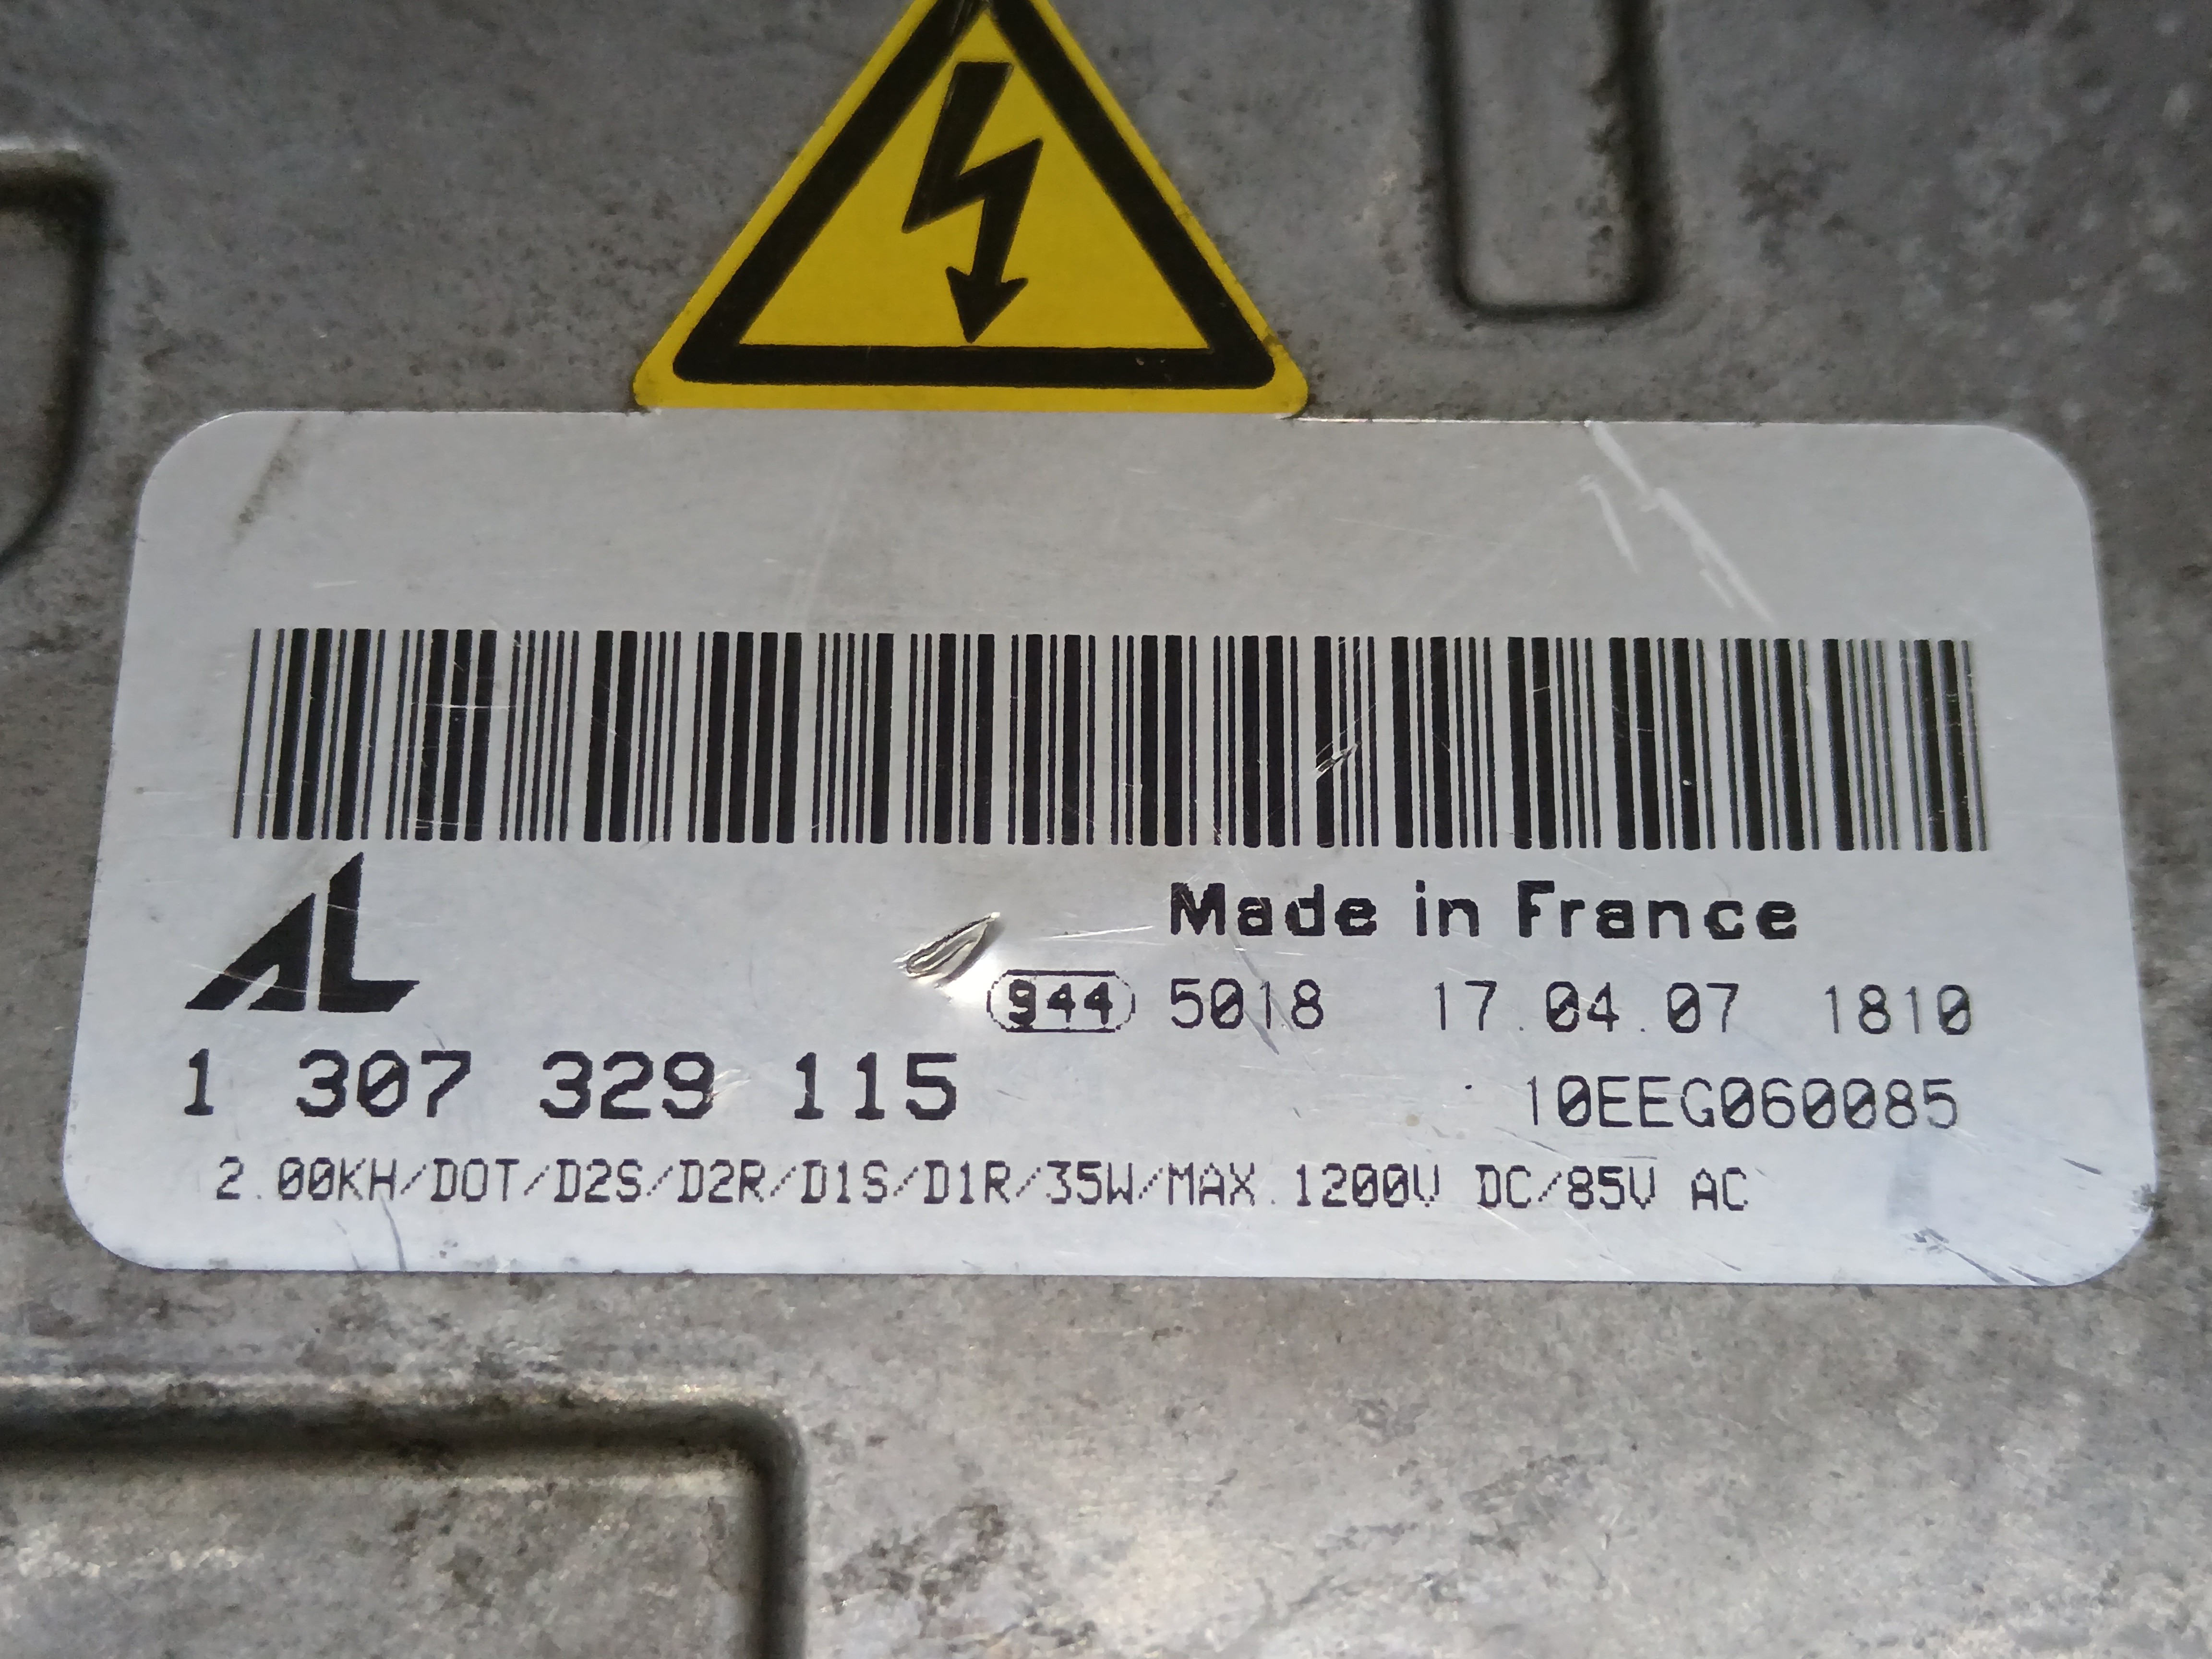 AL
Made in France
944 5018 17.04.07 1810
1 307 329 115
10EEG060085
2.00KH/DOT/D2S/D2R/D1S/D1R/35W/MAX.1200V DC/85V AC